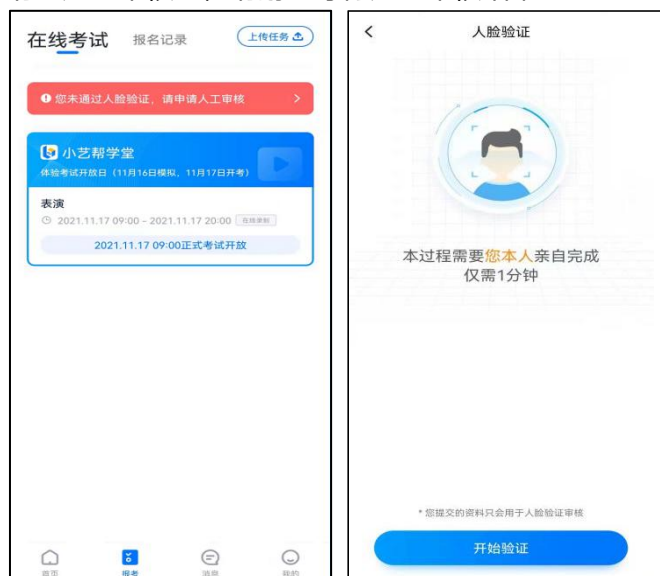 在线考试
报名记录
上传任务
您未通过人脸验证，请申请人工审核
小艺帮学堂
体验考试开放日（11月16日模拟，11月17日开考）
表演
2021.11.17 09:00 - 2021.11.17 20:00
在线录制
2021.11.17 09:00正式考试开放
首页
报考
消息
我的
人脸验证
本过程需要您本人亲自完成
仅需1分钟
*您提交的资料只会用于人脸验证审核
开始验证